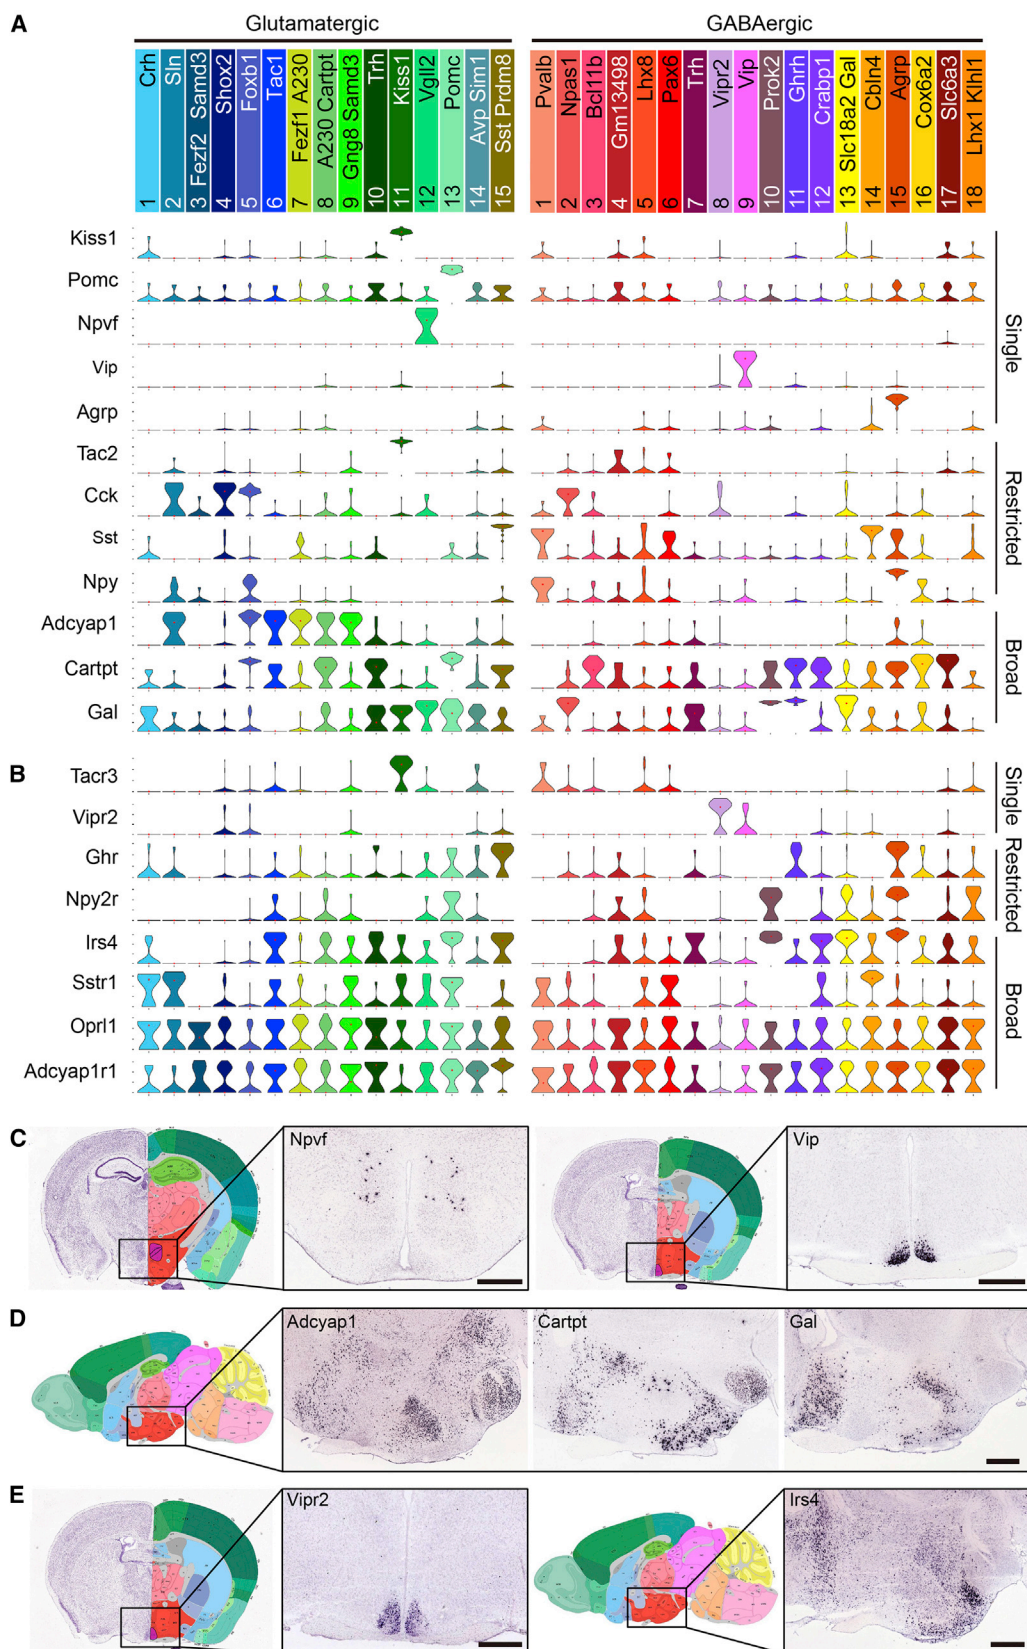 A
Glutamatergic
GABAergic
1 Crh
2 Sln
3 Fezf2 Samd3
4 Shox2
5 Foxb1
6 Tac1
7 Fezf1 A230
8 A230 Cartpt
9 Gng8 Samd3
10 Trh
11 Kiss1
12 Vgll2
13 Pomc
14 Avp Sim1
15 Sst Prdm8
1 Pvalb
2 Npas1
3 Bcl11b
4 Gm13498
5 Lhx8
6 Pax6
7 Trh
8 Vipr2
9 Vip
10 Prok2
11 Ghrh
12 Crabp1
13 Slc18a2 Gal
14 Cbln4
15 Agrp
16 Cox6a2
17 Slc6a3
18 Lhx1 Klhl1
Kiss1
Pomc
Npvf
Vip
Agrp
Single
Tac2
Cck
Sst
Npy
Restricted
Adcyap1
Cartpt
Gal
Broad
B
Tacr3
Vipr2
Single
Ghr
Npy2r
Restricted
Irs4
Sstr1
Oprl1
Adcyap1r1
Broad
C
Npvf
Vip
D
Adcyap1
Cartpt
Gal
E
Vipr2
Irs4